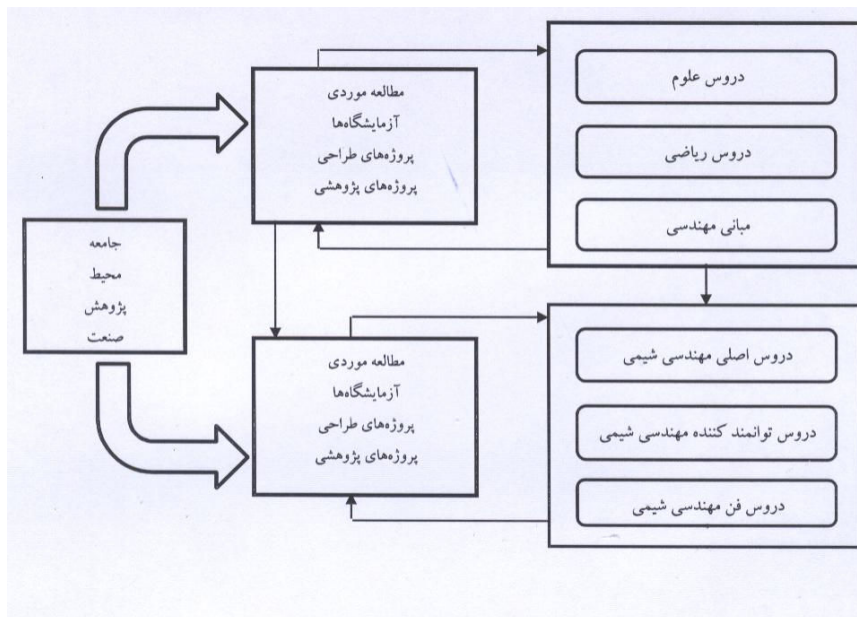 دروس علوم
دروس ریاضی
مبانی مهندسی
مطالعه موردی
آزمایشگاه‌ها
پروژه‌های طراحی
پروژه‌های پژوهشی
جامعه
محیط
پژوهش
صنعت
مطالعه موردی
آزمایشگاه‌ها
پروژه‌های طراحی
پروژه‌های پژوهشی
دروس اصلی مهندسی شیمی
دروس توانمند کننده مهندسی شیمی
دروس فن مهندسی شیمی